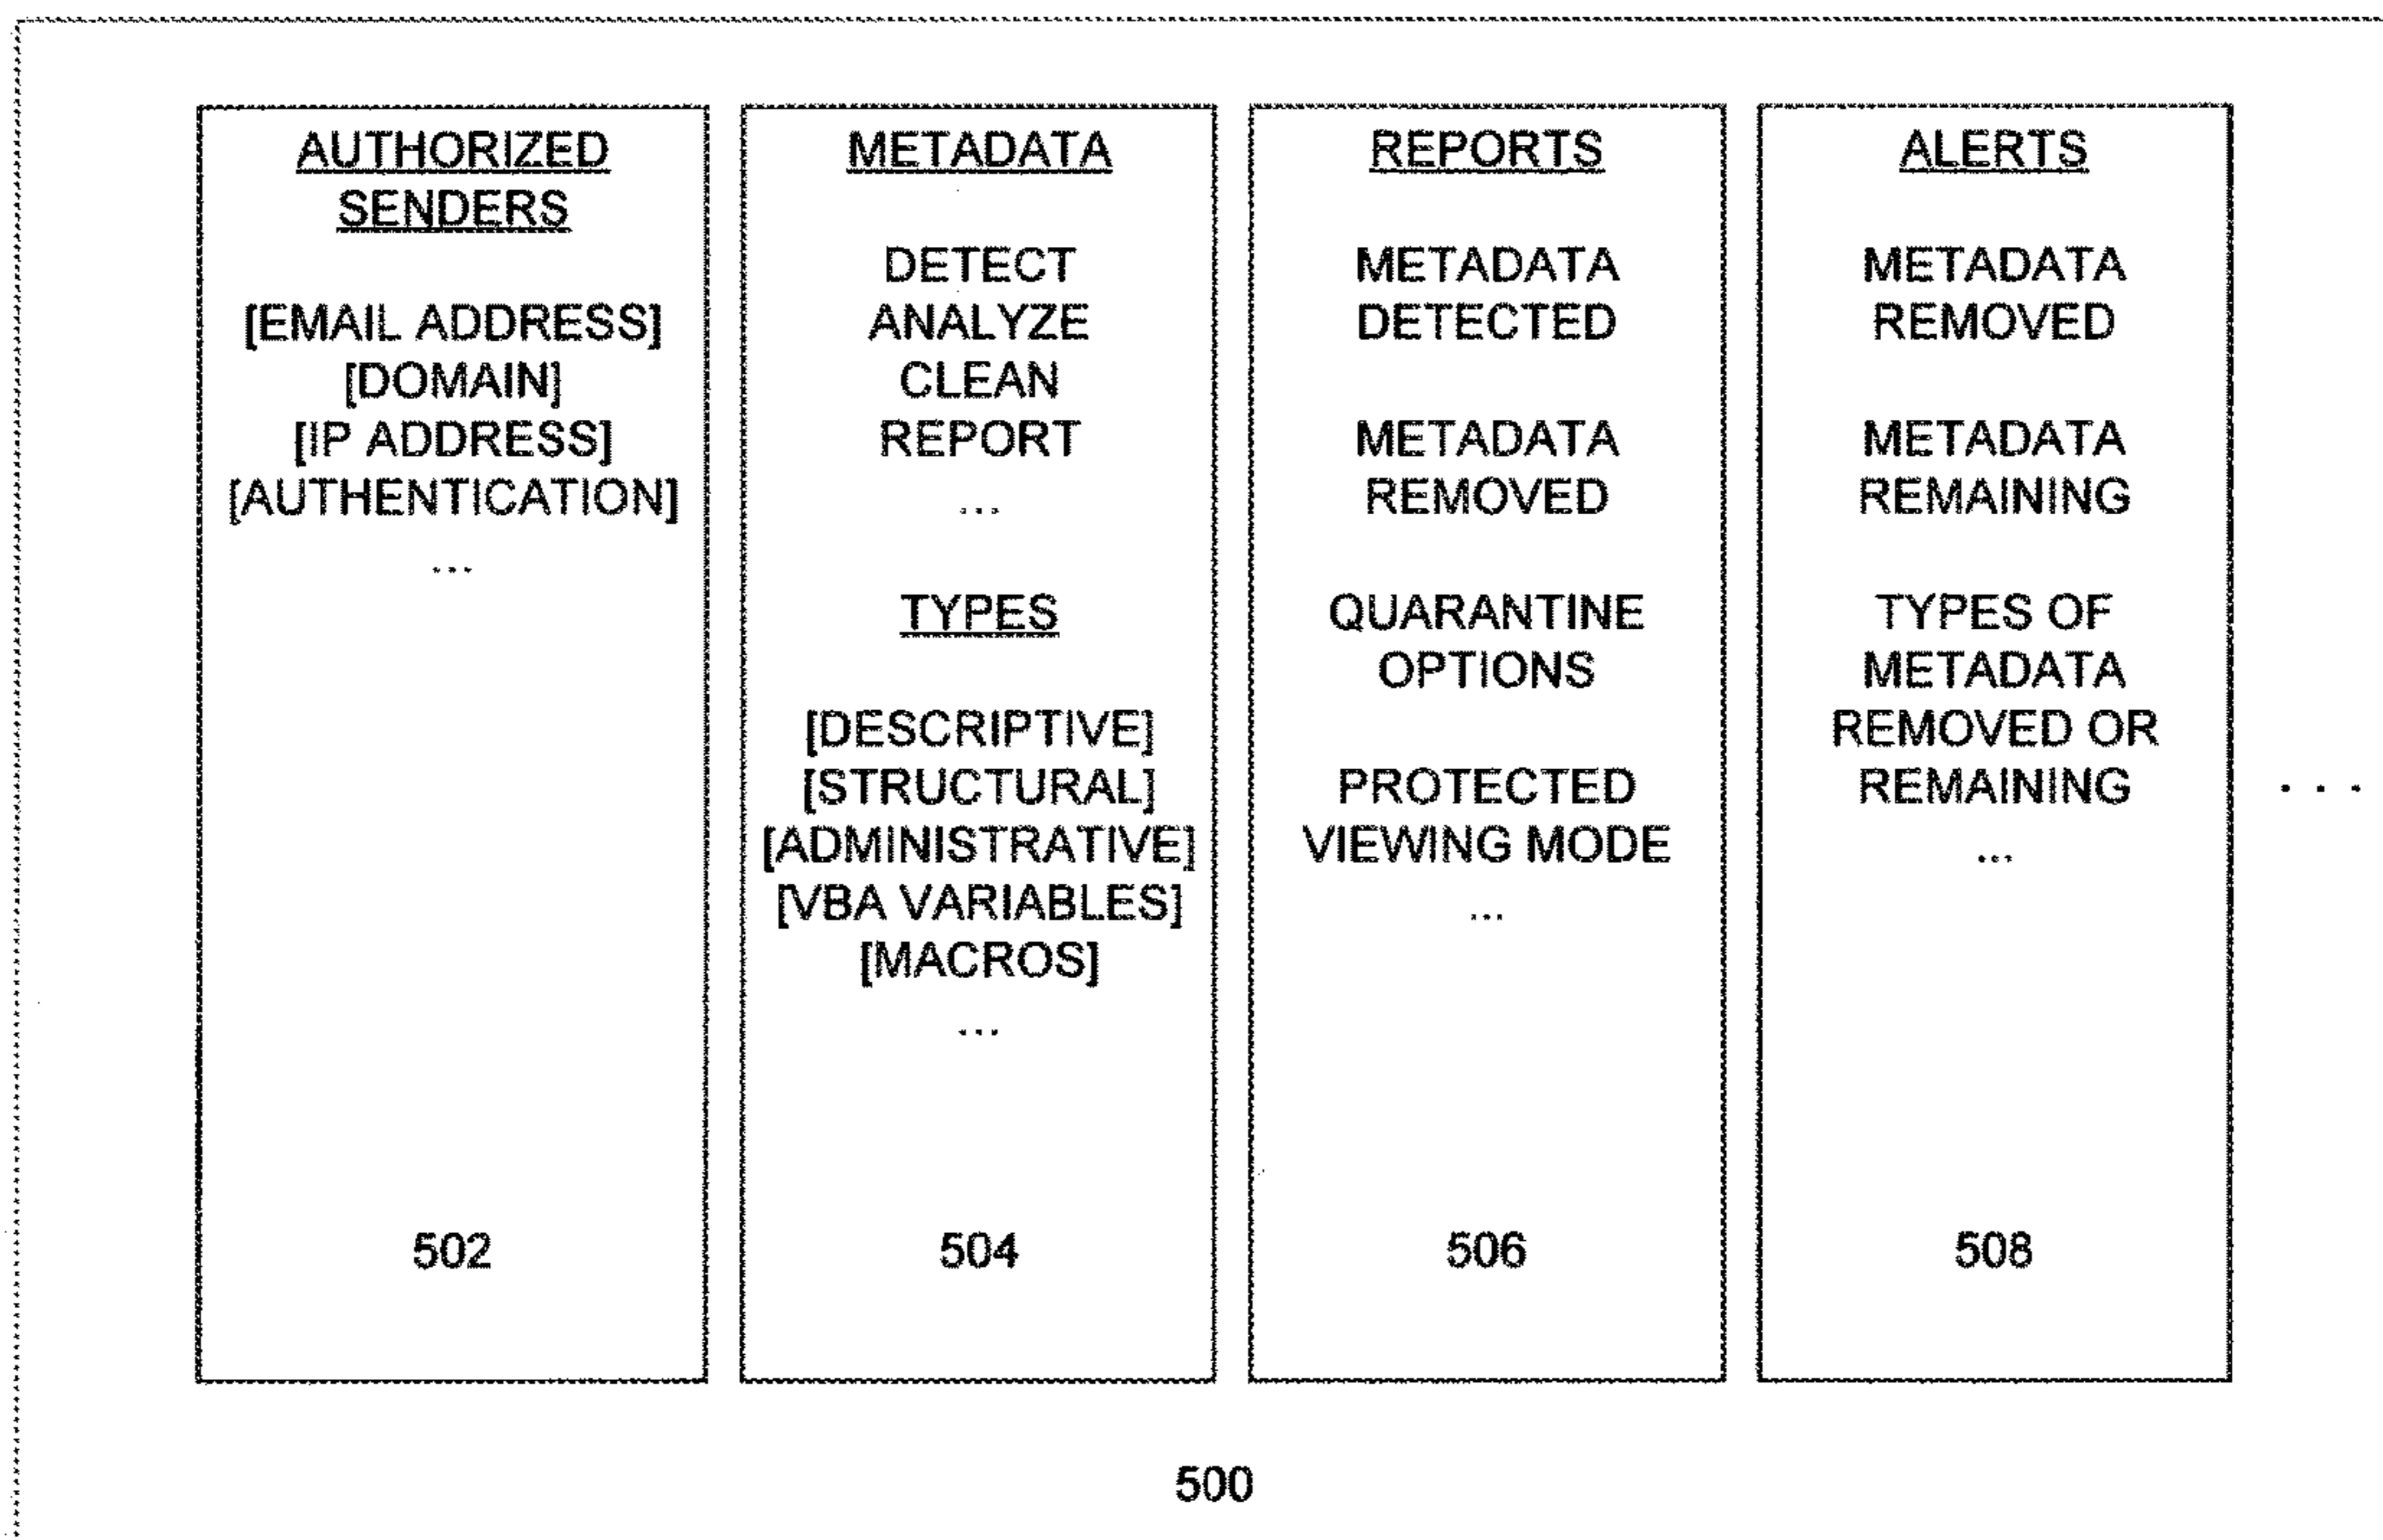 AUTHORIZED
SENDERS
[EMAIL ADDRESS]
[DOMAIN]
[IP ADDRESS]
[AUTHENTICATION]
...
502
METADATA
DETECT
ANALYZE
CLEAN
REPORT
...
TYPES
[DESCRIPTIVE]
[STRUCTURAL]
[ADMINISTRATIVE]
[VBA VARIABLES]
[MACROS]
...
504
REPORTS
METADATA
DETECTED
METADATA
REMOVED
QUARANTINE
OPTIONS
PROTECTED
VIEWING MODE
...
506
ALERTS
METADATA
REMOVED
METADATA
REMAINING
TYPES OF
METADATA
REMOVED OR
REMAINING
...
508
. . .
500